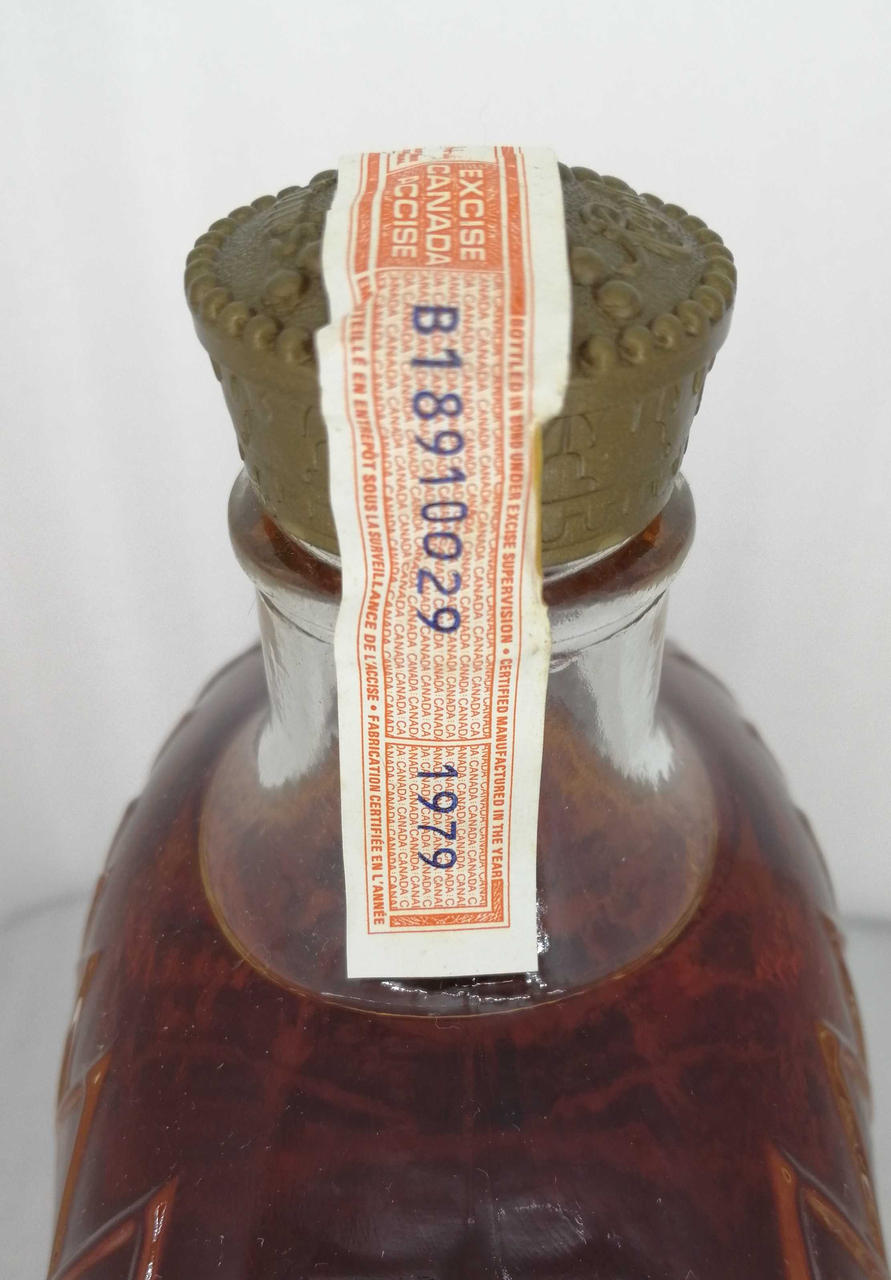 EXCISE
CANADA
ACCISE
BOTTLED IN BOND UNDER EXCISE SUPERVISION • CERTIFIED MANUFACTURED IN THE YEAR
B18910029
1979
EN ENTREPÔT SOUS LA SURVEILLANCE DE L'ACCISE • FABRICATION CERTIFIÉE EN L'ANNÉE